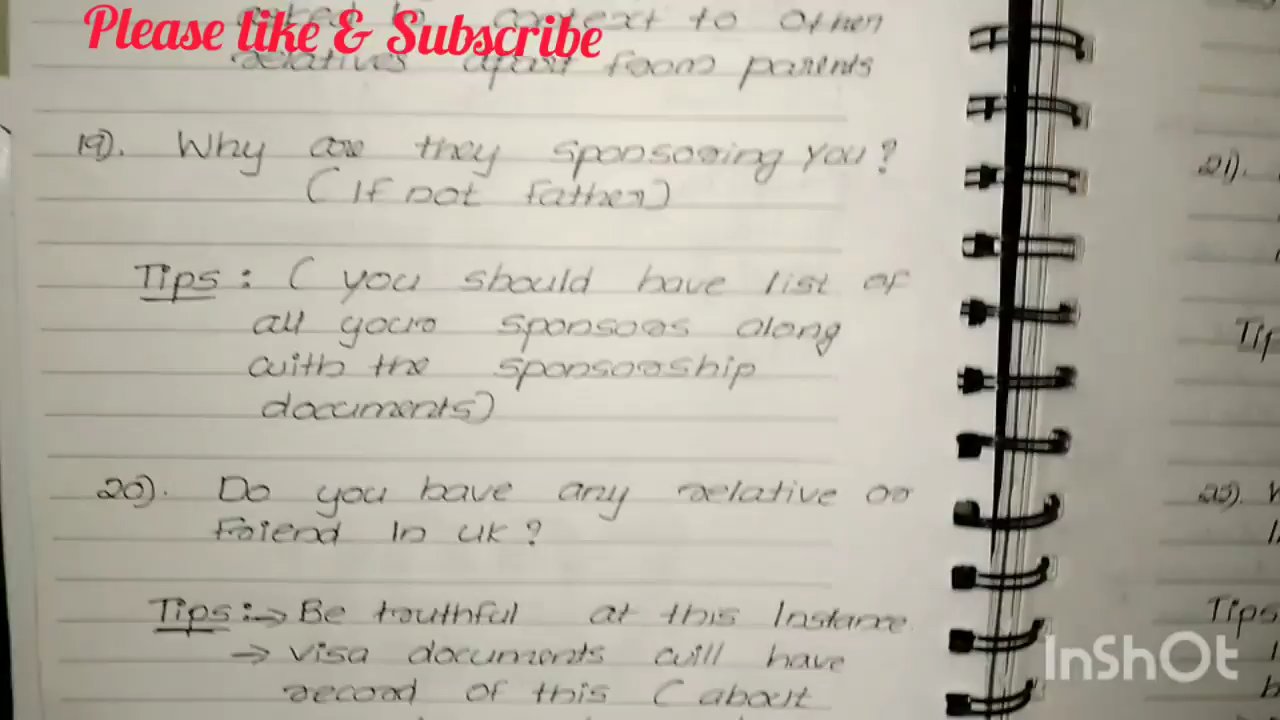 Please like & Subscribe
context to other
relatives apart from parents
19). Why are they sponsoring you?
(If not father)
Tips: (you should have list of
all your sponsors along
with the sponsorship
documents)
20). Do you have any relative or
friend in UK?
Tips:→ Be truthful at this Instance
→ visa documents will have
record of this (about
21).
Tip
Tips
InShOt